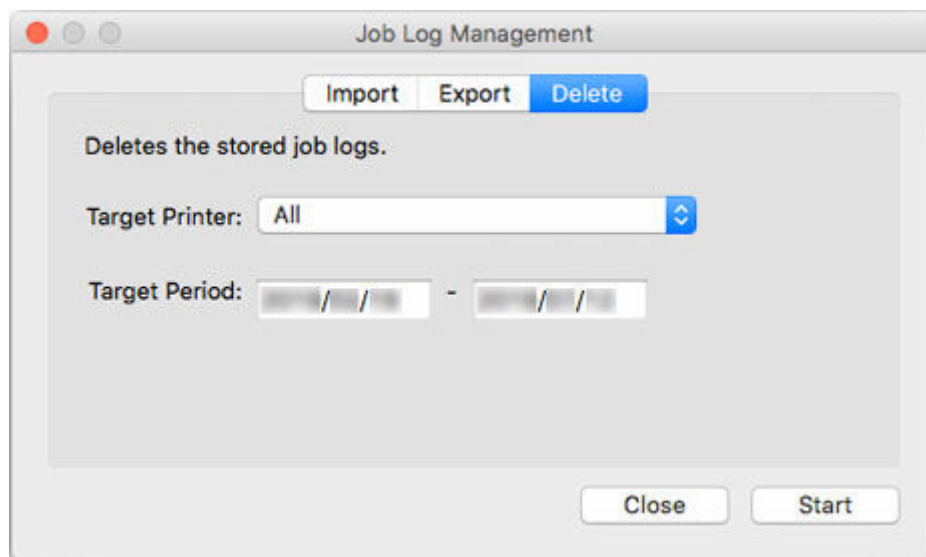 Job Log Management
Import Export Delete
Deletes the stored job logs.
Target Printer: All
Target Period: / / - / /
Close Start